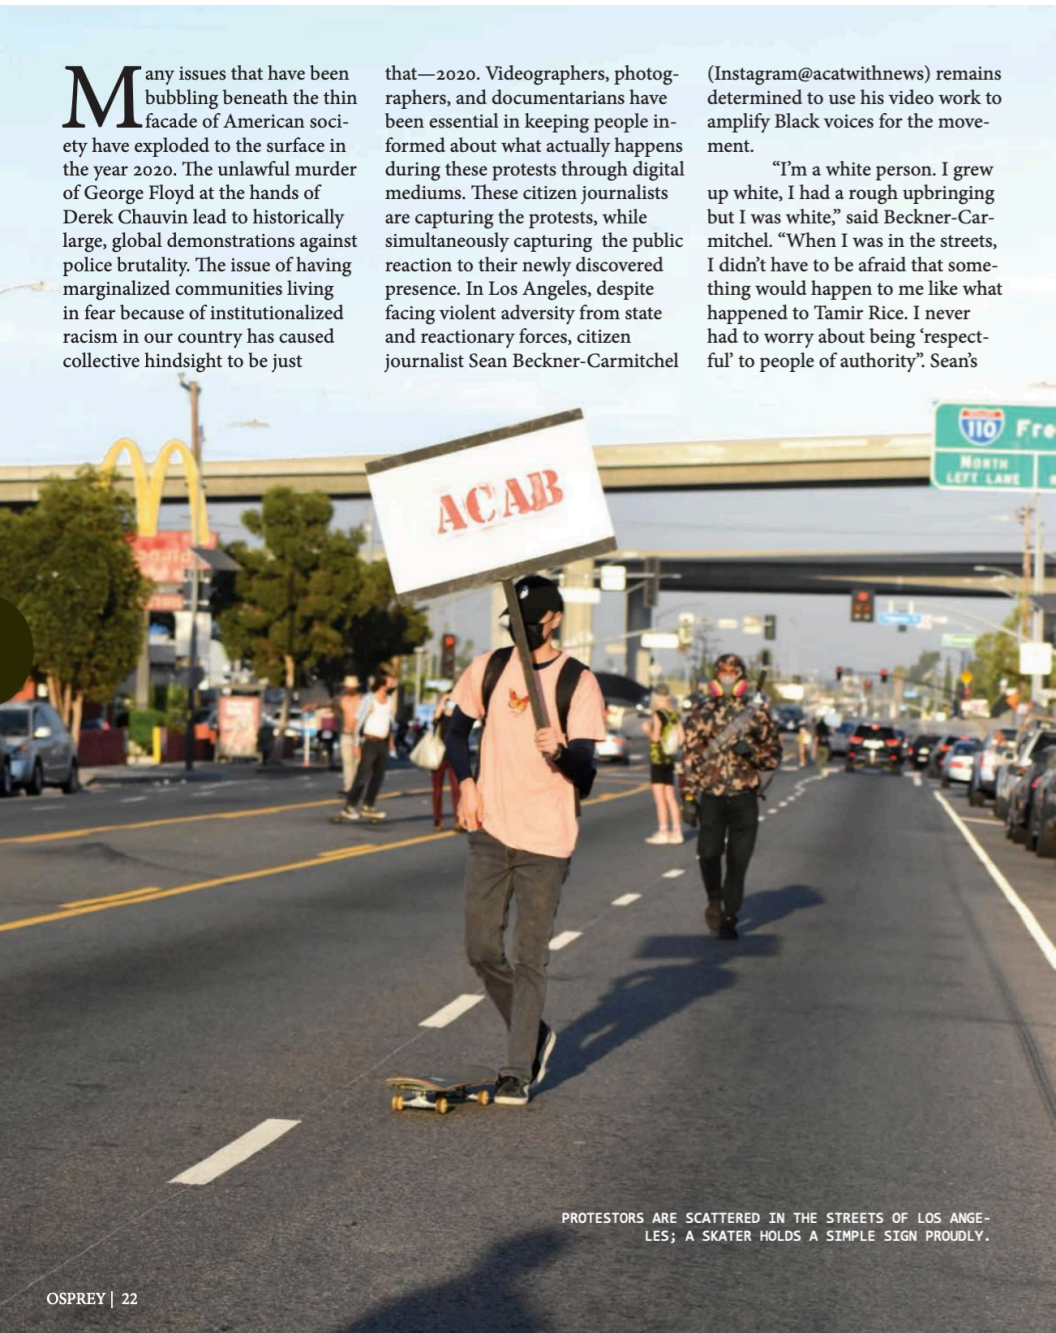 Many issues that have been
bubbling beneath the thin
facade of American soci-
ety have exploded to the surface in
the year 2020. The unlawful murder
of George Floyd at the hands of
Derek Chauvin lead to historically
large, global demonstrations against
police brutality. The issue of having
marginalized communities living
in fear because of institutionalized
racism in our country has caused
collective hindsight to be just
that—2020. Videographers, photog-
raphers, and documentarians have
been essential in keeping people in-
formed about what actually happens
during these protests through digital
mediums. These citizen journalists
are capturing the protests, while
simultaneously capturing  the public
reaction to their newly discovered
presence. In Los Angeles, despite
facing violent adversity from state
and reactionary forces, citizen
journalist Sean Beckner-Carmitchel
(Instagram@acatwithnews) remains
determined to use his video work to
amplify Black voices for the move-
ment.
“I’m a white person. I grew
up white, I had a rough upbringing
but I was white,” said Beckner-Car-
mitchel. “When I was in the streets,
I didn’t have to be afraid that some-
thing would happen to me like what
happened to Tamir Rice. I never
had to worry about being ‘respect-
ful’ to people of authority”. Sean’s
110 Fre
NORTH
LEFT LANE
ACAB
PROTESTORS ARE SCATTERED IN THE STREETS OF LOS ANGE-
LES; A SKATER HOLDS A SIMPLE SIGN PROUDLY.
OSPREY | 22